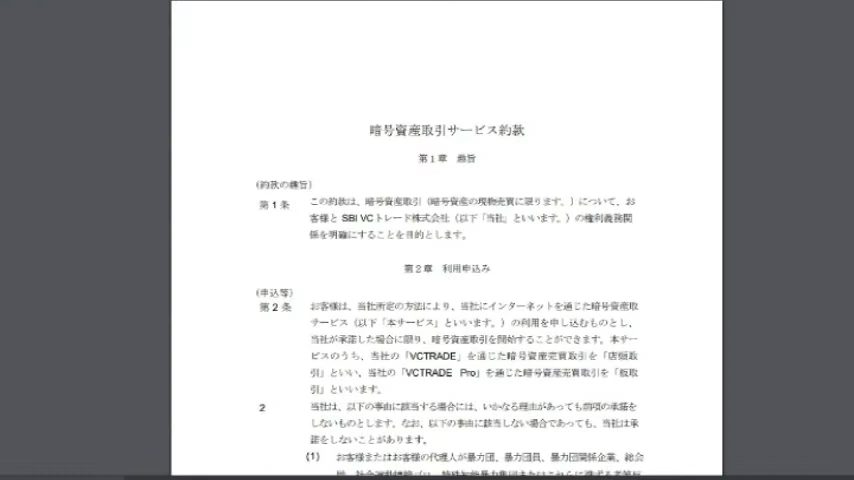 暗号資産取引サービス約款
第1章 趣旨
(約款の趣旨)
第1条 この約款は、暗号資産取引(暗号資産の現物売買に限ります。)について、お
客様と SBI VCトレード株式会社(以下「当社」といいます。)の権利義務関
係を明確にすることを目的とします。
第2章 利用申込み
(申込等)
第2条 お客様は、当社所定の方法により、当社にインターネットを通じた暗号資産取
サービス(以下「本サービス」といいます。)の利用を申し込むものとし、
当社が承諾した場合に限り、暗号資産取引を開始することができます。本サー
ビスのうち、当社の「VCTRADE」を通じた暗号資産売買取引を「店頭取
引」といい、当社の「VCTRADE Pro」を通じた暗号資産売買取引を「板取
引」といいます。
2 当社は、以下の事由に該当する場合には、いかなる理由があっても前項の承諾を
しないものとします。なお、以下の事由に該当しない場合であっても、当社は承
諾をしないことがあります。
(1) お客様またはお客様の代理人が暴力団、暴力団員、暴力団関係企業、総会